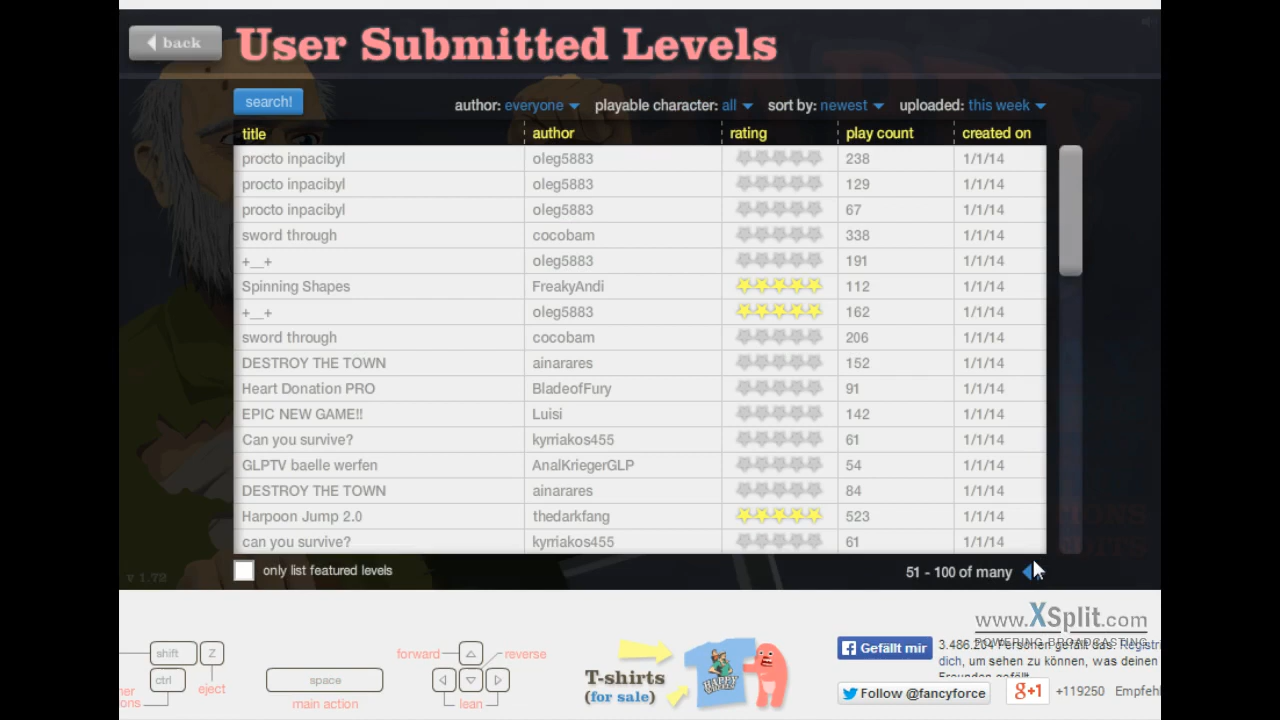 back
User Submitted Levels
search!
author: everyone playable character: all sort by: newest uploaded: this week
title author rating play count created on
procto inpacibyl oleg5883 238 1/1/14
procto inpacibyl oleg5883 129 1/1/14
procto inpacibyl oleg5883 67 1/1/14
sword through cocobam 338 1/1/14
+__+ oleg5883 191 1/1/14
Spinning Shapes FreakyAndi 112 1/1/14
+__+ oleg5883 162 1/1/14
sword through cocobam 206 1/1/14
DESTROY THE TOWN ainarares 152 1/1/14
Heart Donation PRO BladeofFury 91 1/1/14
EPIC NEW GAME!! Luisi 142 1/1/14
Can you survive? kyrriakos455 61 1/1/14
GLPTV baelle werfen AnalKriegerGLP 54 1/1/14
DESTROY THE TOWN ainarares 84 1/1/14
Harpoon Jump 2.0 thedarkfang 523 1/1/14
can you survive? kyrriakos455 61 1/1/14
v 1.72
only list featured levels
51 - 100 of many
www.XSplit.com
POWERING BROADCASTING
shift Z
ctrl
eject
space
main action
forward
reverse
lean
T-shirts
(for sale)
HAPPY
Gefällt mir
3.486.204 Personen gefällt das. Registri
dich, um sehen zu können, was deinen
Freunden gefällt.
Follow @fancyforce
g+1 +119250 Empfehl